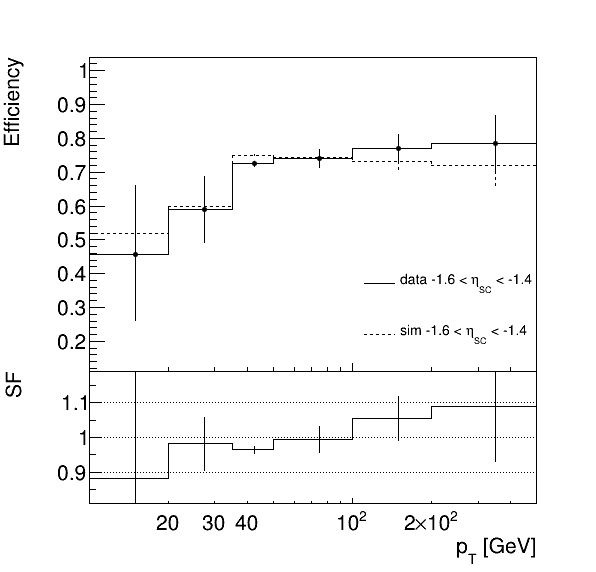 Efficiency
1
0.9
0.8
0.7
0.6
0.5
0.4
0.3
0.2
data -1.6 < η_SC < -1.4
sim -1.6 < η_SC < -1.4
SF
1.1
1
0.9
20 30 40 10² 2×10²
p_T [GeV]